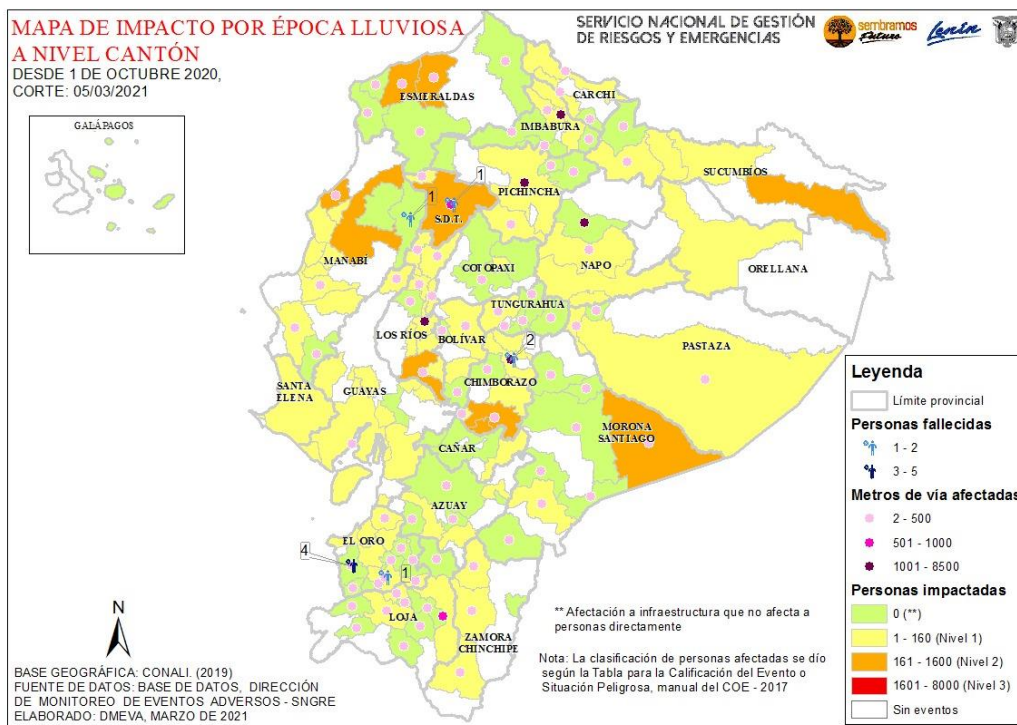 MAPA DE IMPACTO POR ÉPOCA LLUVIOSA
A NIVEL CANTÓN
DESDE 1 DE OCTUBRE 2020,
CORTE: 05/03/2021
SERVICIO NACIONAL DE GESTIÓN
DE RIESGOS Y EMERGENCIAS
sembramos
Futuro
Lenín
GALÁPAGOS
ESMERALDAS
CARCHI
IMBABURA
SUCUMBÍOS
PICHINCHA
1
1
S.D.T.
MANABÍ
COTOPAXI
NAPO
ORELLANA
TUNGURAHUA
LOS RÍOS
BOLÍVAR
2
PASTAZA
CHIMBORAZO
SANTA
ELENA
GUAYAS
MORONA
SANTIAGO
CAÑAR
AZUAY
EL ORO
4
1
LOJA
ZAMORA
CHINCHIPE
Leyenda
Límite provincial
Personas fallecidas
1 - 2
3 - 5
Metros de vía afectadas
2 - 500
501 - 1000
1001 - 8500
Personas impactadas
0 (**)
1 - 160 (Nivel 1)
161 - 1600 (Nivel 2)
1601 - 8000 (Nivel 3)
Sin eventos
** Afectación a infraestructura que no afecta a
personas directamente
Nota: La clasificación de personas afectadas se dío
según la Tabla para la Calificación del Evento o
Situación Peligrosa, manual del COE - 2017
N
BASE GEOGRÁFICA: CONALI. (2019)
FUENTE DE DATOS: BASE DE DATOS, DIRECCIÓN
DE MONITOREO DE EVENTOS ADVERSOS - SNGRE
ELABORADO: DMEVA, MARZO DE 2021